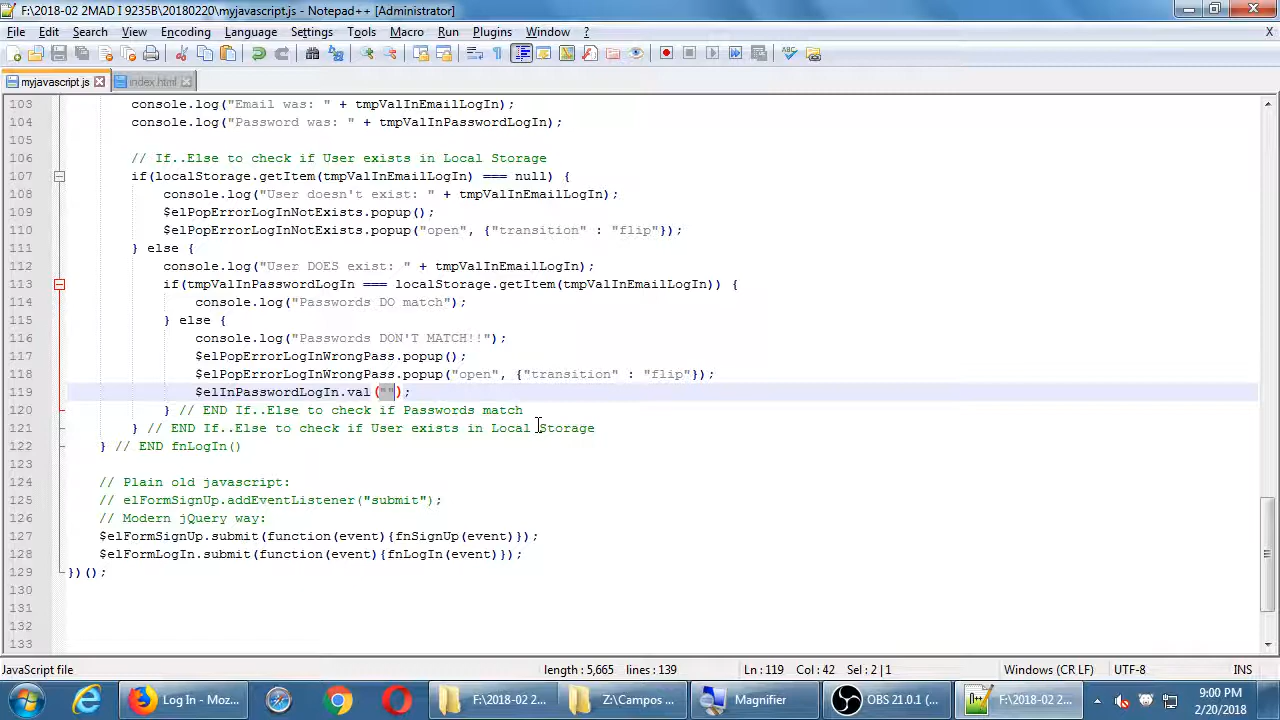 F:\2018-02 2MAD I 9235B\20180220\myjavascript.js - Notepad++ [Administrator]
File Edit Search View Encoding Language Settings Tools Macro Run Plugins Window ? X
myjavascript.js index.html
103 console.log("Email was: " + tmpValInEmailLogIn);
104 console.log("Password was: " + tmpValInPasswordLogIn);
105
106 // If..Else to check if User exists in Local Storage
107 if(localStorage.getItem(tmpValInEmailLogIn) === null) {
108 console.log("User doesn't exist: " + tmpValInEmailLogIn);
109 $elPopErrorLogInNotExists.popup();
110 $elPopErrorLogInNotExists.popup("open", {"transition" : "flip"});
111 } else {
112 console.log("User DOES exist: " + tmpValInEmailLogIn);
113 if(tmpValInPasswordLogIn === localStorage.getItem(tmpValInEmailLogIn)) {
114 console.log("Passwords DO match");
115 } else {
116 console.log("Passwords DON'T MATCH!!");
117 $elPopErrorLogInWrongPass.popup();
118 $elPopErrorLogInWrongPass.popup("open", {"transition" : "flip"});
119 $elInPasswordLogIn.val("");
120 } // END If..Else to check if Passwords match
121 } // END If..Else to check if User exists in Local Storage
122 } // END fnLogIn()
123
124 // Plain old javascript:
125 // elFormSignUp.addEventListener("submit");
126 // Modern jQuery way:
127 $elFormSignUp.submit(function(event){fnSignUp(event)});
128 $elFormLogIn.submit(function(event){fnLogIn(event)});
129 })();
130
131
132
133
JavaScript file length : 5,665 lines : 139 Ln : 119 Col : 42 Sel : 2 | 1 Windows (CR LF) UTF-8 INS
Log In - Moz... F:\2018-02 2... Z:\Campos ... Magnifier OBS 21.0.1 (... F:\2018-02 2... 9:00 PM
2/20/2018